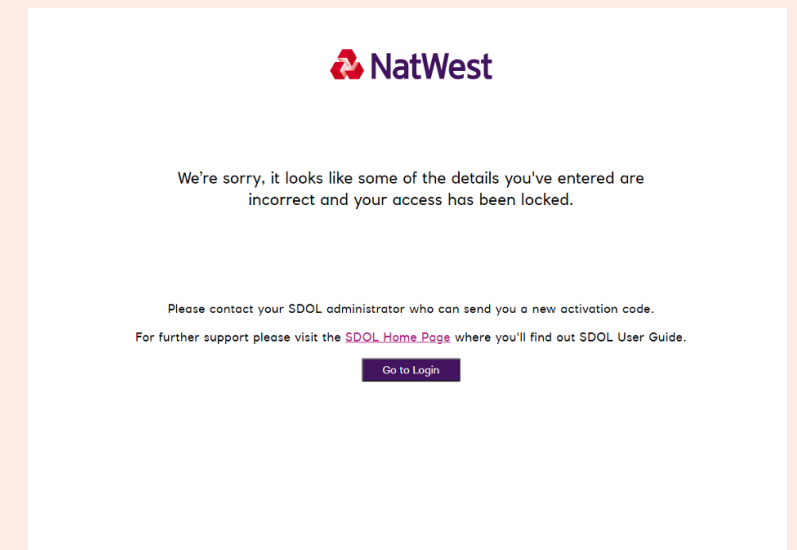 NatWest
We're sorry, it looks like some of the details you've entered are
incorrect and your access has been locked.
Please contact your SDOL administrator who can send you a new activation code.
For further support please visit the SDOL Home Page where you'll find out SDOL User Guide.
Go to Login